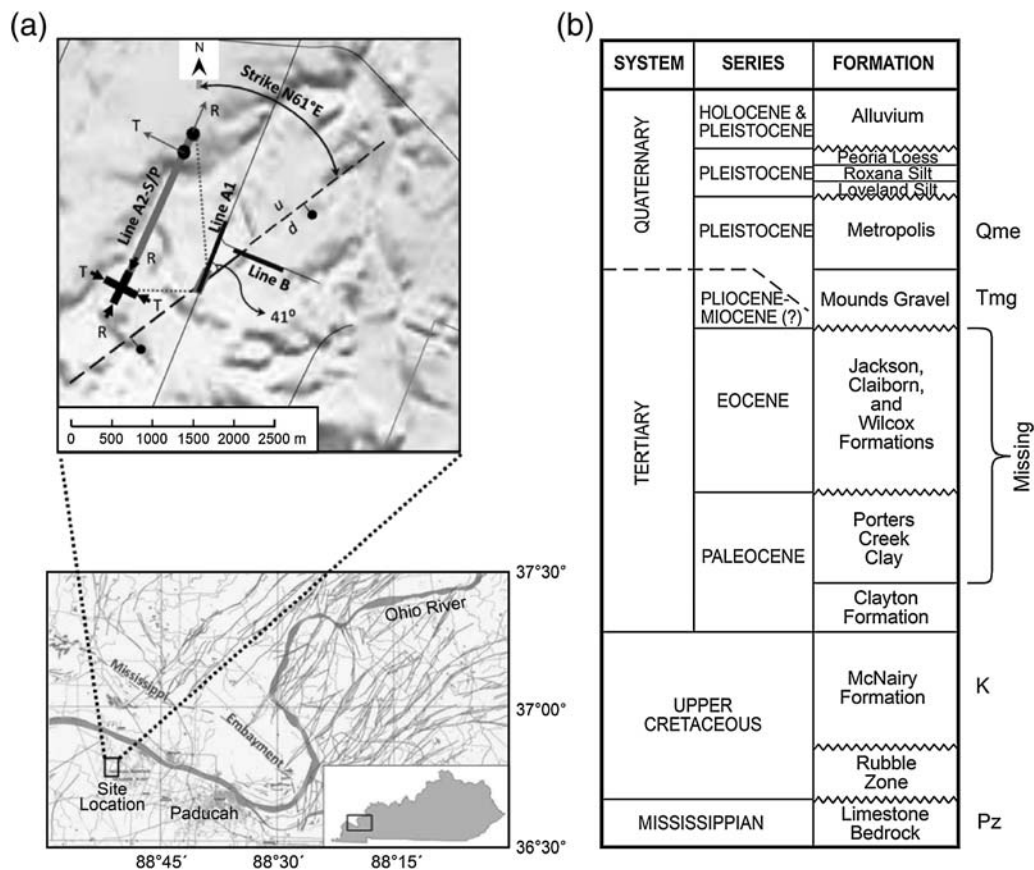 (a)
N
Strike N61°E
R
T
Line A2-S/P
Line A1
u
d
Line B
R
T
T
R
41°
0 500 1000 1500 2000 2500 m
37°30°
Ohio River
Mississippi
Embayment
37°00°
Site
Location
Paducah
36°30°
88°45´ 88°30´ 88°15´
(b)
SYSTEM SERIES FORMATION
QUATERNARY
HOLOCENE &
PLEISTOCENE
Alluvium
PLEISTOCENE
Peoria Loess
Roxana Silt
Loveland Silt
PLEISTOCENE
Metropolis
Qme
TERTIARY
PLIOCENE-
MIOCENE (?)
Mounds Gravel
Tmg
EOCENE
Jackson,
Claiborn,
and
Wilcox
Formations
Missing
PALEOCENE
Porters
Creek
Clay
Clayton
Formation
UPPER
CRETACEOUS
McNairy
Formation
K
Rubble
Zone
MISSISSIPPIAN
Limestone
Bedrock
Pz